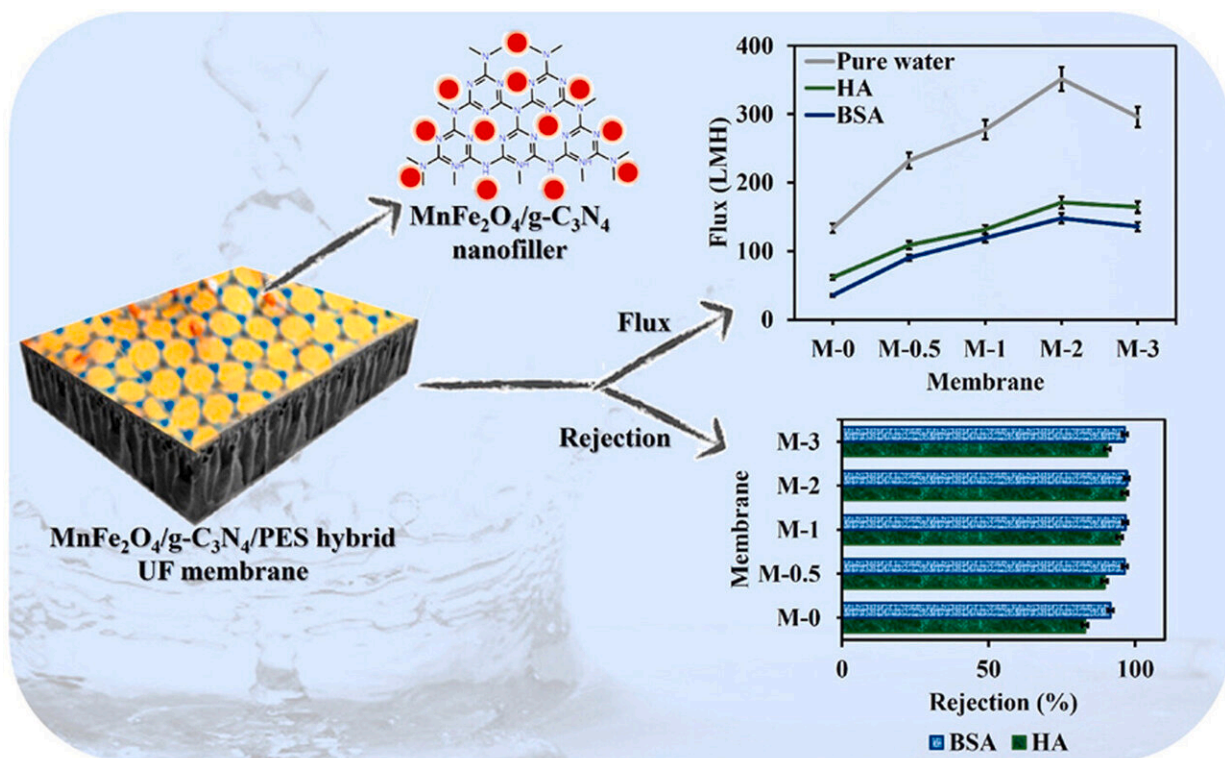 MnFe₂O₄/g-C₃N₄
nanofiller
MnFe₂O₄/g-C₃N₄/PES hybrid
UF membrane
Flux
Rejection
400
300
200
100
0
Flux (LMH)
Pure water
HA
BSA
M-0 M-0.5 M-1 M-2 M-3
Membrane
M-3
M-2
M-1
M-0.5
M-0
Membrane
0 50 100
Rejection (%)
BSA HA